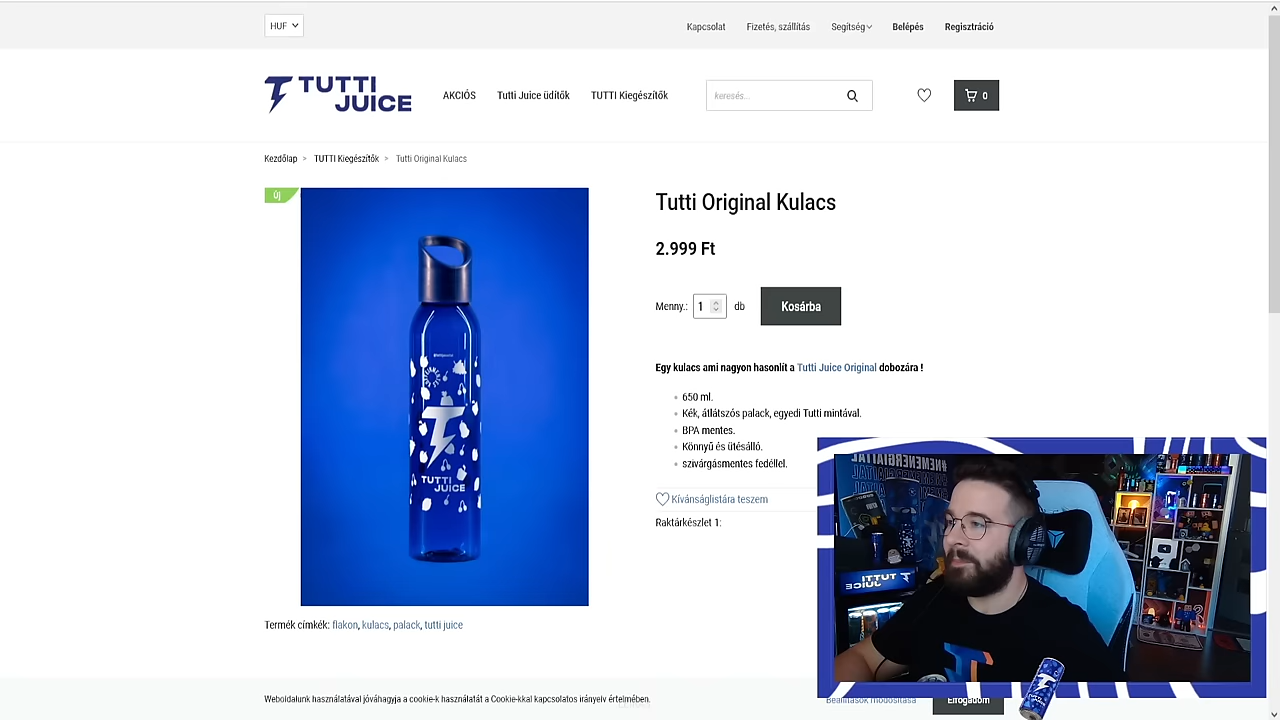 HUF
Kapcsolat
Fizetés, szállítás
Segítség
Belépés
Regisztráció
TUTTI
JUICE
AKCIÓS
Tutti Juice üdítők
TUTTI Kiegészítők
keresés...
0
Kezdőlap > TUTTI Kiegészítők > Tutti Original Kulacs
ÚJ
Tutti Original Kulacs
2.999 Ft
Menny.: 1 db
Kosárba
Egy kulacs ami nagyon hasonlít a Tutti Juice Original dobozára !
650 ml.
Kék, átlátszós palack, egyedi Tutti mintával.
BPA mentes.
Könnyű és ütésálló.
szivárgásmentes fedéllel.
Kívánságlistára teszem
Raktárkészlet 1:
TUTTI
JUICE
#NEMENERGIAITAL
TUTTI
JUICE
Termék címkék: flakon, kulacs, palack, tutti juice
Weboldalunk használatával jóváhagyja a cookie-k használatát a Cookie-kkal kapcsolatos irányelv értelmében.
Beállítások módosítása
Elfogadom